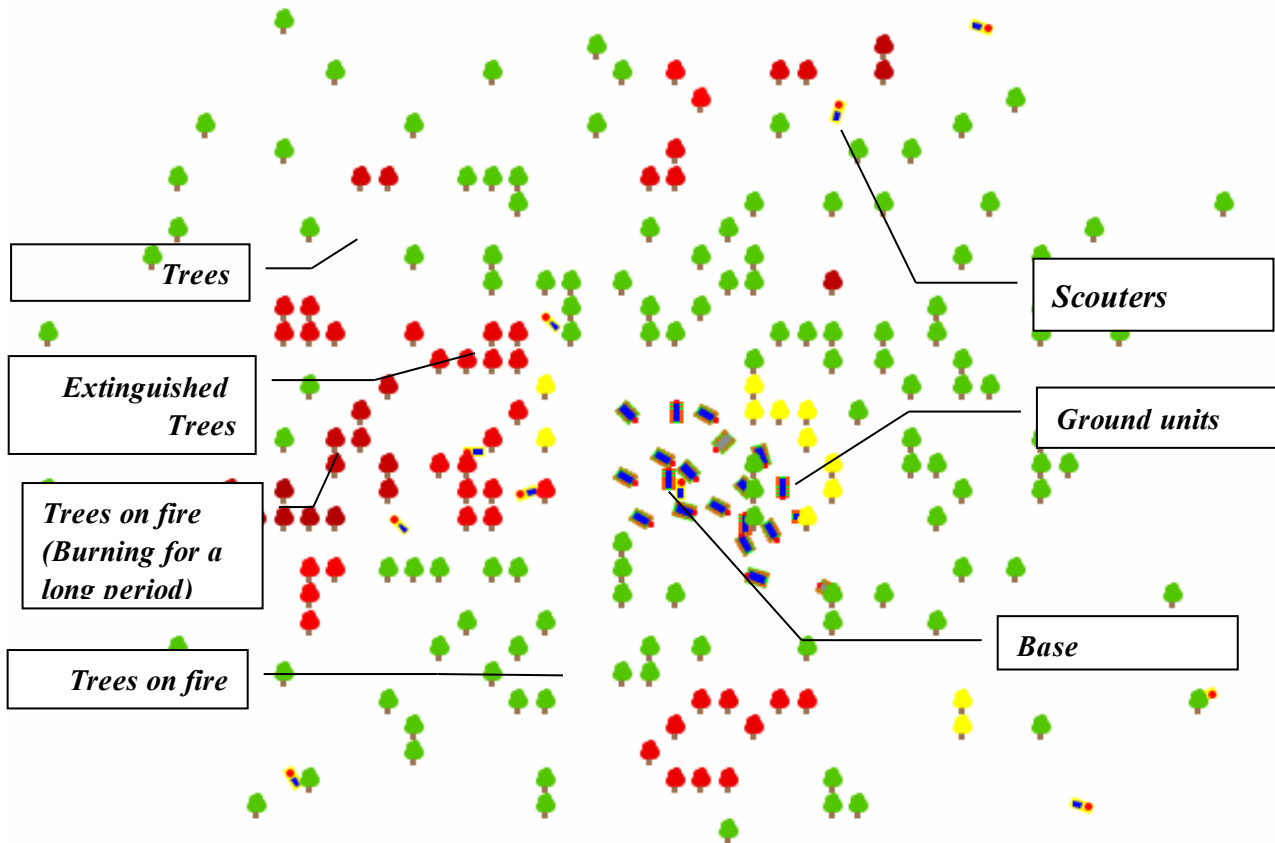 Trees
Scouters
Extinguished
Trees
Ground units
Trees on fire
(Burning for a
long period)
Base
Trees on fire